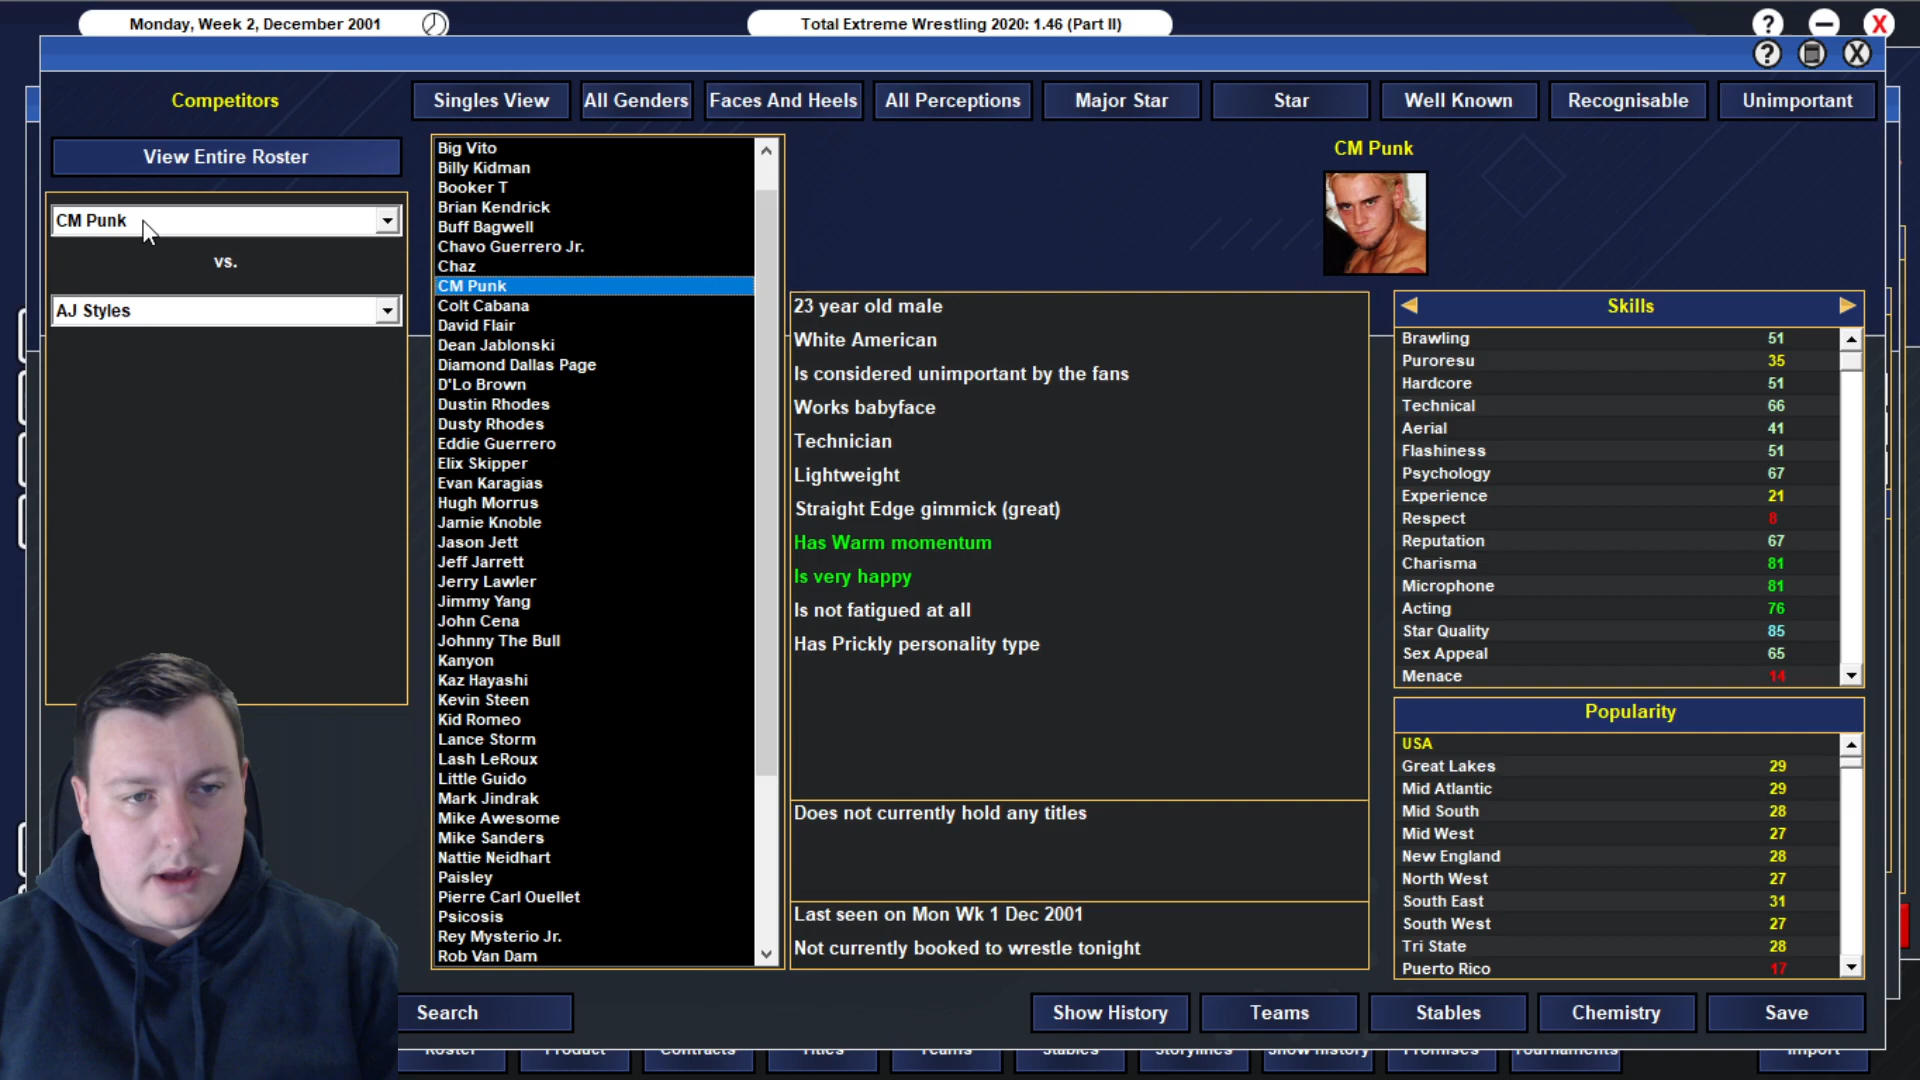 Monday, Week 2, December 2001
Total Extreme Wrestling 2020: 1.46 (Part II)
?
X
?
X
Competitors
Singles View
All Genders
Faces And Heels
All Perceptions
Major Star
Star
Well Known
Recognisable
Unimportant
View Entire Roster
CM Punk
vs.
AJ Styles
Big Vito
Billy Kidman
Booker T
Brian Kendrick
Buff Bagwell
Chavo Guerrero Jr.
Chaz
CM Punk
Colt Cabana
David Flair
Dean Jablonski
Diamond Dallas Page
D'Lo Brown
Dustin Rhodes
Dusty Rhodes
Eddie Guerrero
Elix Skipper
Evan Karagias
Hugh Morrus
Jamie Knoble
Jason Jett
Jeff Jarrett
Jerry Lawler
Jimmy Yang
John Cena
Johnny The Bull
Kanyon
Kaz Hayashi
Kevin Steen
Kid Romeo
Lance Storm
Lash LeRoux
Little Guido
Mark Jindrak
Mike Awesome
Mike Sanders
Nattie Neidhart
Paisley
Pierre Carl Ouellet
Psicosis
Rey Mysterio Jr.
Rob Van Dam
CM Punk
23 year old male
White American
Is considered unimportant by the fans
Works babyface
Technician
Lightweight
Straight Edge gimmick (great)
Has Warm momentum
Is very happy
Is not fatigued at all
Has Prickly personality type
Does not currently hold any titles
Last seen on Mon Wk 1 Dec 2001
Not currently booked to wrestle tonight
Skills
Brawling 51
Puroresu 35
Hardcore 51
Technical 66
Aerial 41
Flashiness 51
Psychology 67
Experience 21
Respect 8
Reputation 67
Charisma 81
Microphone 81
Acting 76
Star Quality 85
Sex Appeal 65
Menace 14
Popularity
USA
Great Lakes 29
Mid Atlantic 29
Mid South 28
Mid West 27
New England 28
North West 27
South East 31
South West 27
Tri State 28
Puerto Rico 17
Search
Show History
Teams
Stables
Chemistry
Save
Roster
Product
Contracts
Titles
Teams
Stables
Storylines
Show History
Promises
Tournaments
Import